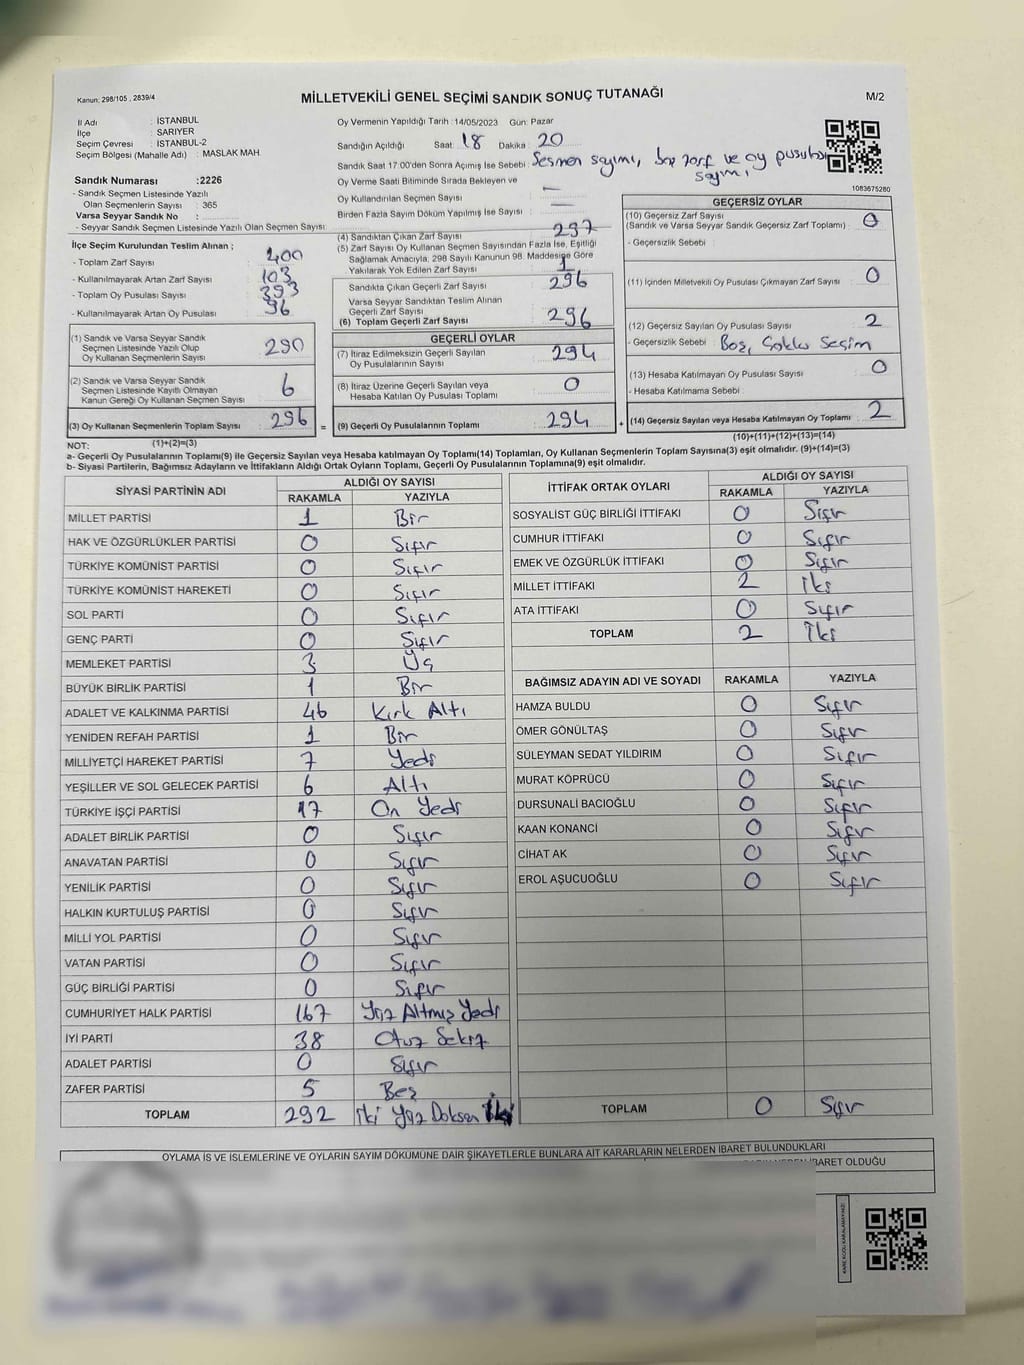 Kanun; 298/105 , 2839/4
MİLLETVEKİLİ GENEL SEÇİMİ SANDIK SONUÇ TUTANAĞI
M/2
İl Adı : İSTANBUL
İlçe : SARIYER
Seçim Çevresi : İSTANBUL-2
Seçim Bölgesi (Mahalle Adı) : MASLAK MAH.
Oy Vermenin Yapıldığı Tarih : 14/05/2023 Gün: Pazar
Sandığın Açıldığı Saat: 18 Dakika : 20
Sandık Saat 17:00'den Sonra Açımış İse Sebebi : Seçmen sayımı, boş zarf ve oy pusulası sayımı
Oy Verme Saati Bitiminde Sırada Bekleyen ve
Oy Kullandırılan Seçmen Sayısı : —
Birden Fazla Sayım Döküm Yapılmış İse Sayısı : —
1083675280
Sandık Numarası :2226
- Sandık Seçmen Listesinde Yazılı
Olan Seçmenlerin Sayısı : 365
Varsa Seyyar Sandık No :
- Seyyar Sandık Seçmen Listesinde Yazılı Olan Seçmen Sayısı:
İlçe Seçim Kurulundan Teslim Alınan ;
- Toplam Zarf Sayısı : 400
- Kullanılmayarak Artan Zarf Sayısı : 103
- Toplam Oy Pusulası Sayısı : 393
- Kullanılmayarak Artan Oy Pusulası : 96
(1) Sandık ve Varsa Seyyar Sandık
Seçmen Listesinde Yazılı Olup
Oy Kullanan Seçmenlerin Sayısı : 290
(2) Sandık ve Varsa Seyyar Sandık
Seçmen Listesinde Kayıtlı Olmayan
Kanun Gereği Oy Kullanan Seçmen Sayısı : 6
(3) Oy Kullanan Seçmenlerin Toplam Sayısı : 296 =
(1)+(2)=(3)
(4) Sandıktan Çıkan Zarf Sayısı : 297
(5) Zarf Sayısı Oy Kullanan Seçmen Sayısından Fazla İse, Eşitliği
Sağlamak Amacıyla; 298 Sayılı Kanunun 98. Maddesine Göre
Yakılarak Yok Edilen Zarf Sayısı : 1
Sandıkta Çıkan Geçerli Zarf Sayısı : 296
Varsa Seyyar Sandıktan Teslim Alınan
Geçerli Zarf Sayısı :
(6) Toplam Geçerli Zarf Sayısı : 296
GEÇERLİ OYLAR
(7) İtiraz Edilmeksizin Geçerli Sayılan
Oy Pusulalarının Sayısı : 294
(8) İtiraz Üzerine Geçerli Sayılan veya
Hesaba Katılan Oy Pusulası Toplamı : 0
(9) Geçerli Oy Pusulalarının Toplamı : 294 +
GEÇERSİZ OYLAR
(10) Geçersiz Zarf Sayısı
(Sandık ve Varsa Seyyar Sandık Geçersiz Zarf Toplamı) : 0
- Geçersizlik Sebebi :
(11) İçinden Milletvekili Oy Pusulası Çıkmayan Zarf Sayısı : 0
(12) Geçersiz Sayılan Oy Pusulası Sayısı : 2
- Geçersizlik Sebebi : Boş, Çoklu Seçim
(13) Hesaba Katılmayan Oy Pusulası Sayısı : 0
- Hesaba Katılmama Sebebi :
(14) Geçersiz Sayılan veya Hesaba Katılmayan Oy Toplamı : 2
(10)+(11)+(12)+(13)=(14)
NOT:
a- Geçerli Oy Pusulalarının Toplamı(9) ile Geçersiz Sayılan veya Hesaba katılmayan Oy Toplamı(14) Toplamları, Oy Kullanan Seçmenlerin Toplam Sayısına(3) eşit olmalıdır. (9)+(14)=(3)
b- Siyasi Partilerin, Bağımsız Adayların ve İttifakların Aldığı Ortak Oyların Toplamı, Geçerli Oy Pusulalarının Toplamına(9) eşit olmalıdır.
SİYASİ PARTİNİN ADI ALDIĞI OY SAYISI
RAKAMLA YAZIYLA
MİLLET PARTİSİ 1 Bir
HAK VE ÖZGÜRLÜKLER PARTİSİ 0 Sıfır
TÜRKİYE KOMÜNİST PARTİSİ 0 Sıfır
TÜRKİYE KOMÜNİST HAREKETİ 0 Sıfır
SOL PARTİ 0 Sıfır
GENÇ PARTİ 0 Sıfır
MEMLEKET PARTİSİ 3 Üç
BÜYÜK BİRLİK PARTİSİ 1 Bir
ADALET VE KALKINMA PARTİSİ 46 Kırk Altı
YENİDEN REFAH PARTİSİ 1 Bir
MİLLİYETÇİ HAREKET PARTİSİ 7 Yedi
YEŞİLLER VE SOL GELECEK PARTİSİ 6 Altı
TÜRKİYE İŞÇİ PARTİSİ 17 On Yedi
ADALET BİRLİK PARTİSİ 0 Sıfır
ANAVATAN PARTİSİ 0 Sıfır
YENİLİK PARTİSİ 0 Sıfır
HALKIN KURTULUŞ PARTİSİ 0 Sıfır
MİLLİ YOL PARTİSİ 0 Sıfır
VATAN PARTİSİ 0 Sıfır
GÜÇ BİRLİĞİ PARTİSİ 0 Sıfır
CUMHURİYET HALK PARTİSİ 167 Yüz Altmış Yedi
İYİ PARTİ 38 Otuz Sekiz
ADALET PARTİSİ 0 Sıfır
ZAFER PARTİSİ 5 Beş
TOPLAM 292 İki Yüz Doksan İki
İTTİFAK ORTAK OYLARI ALDIĞI OY SAYISI
RAKAMLA YAZIYLA
SOSYALİST GÜÇ BİRLİĞİ İTTİFAKI 0 Sıfır
CUMHUR İTTİFAKI 0 Sıfır
EMEK VE ÖZGÜRLÜK İTTİFAKI 0 Sıfır
MİLLET İTTİFAKI 2 İki
ATA İTTİFAKI 0 Sıfır
TOPLAM 2 İki
BAĞIMSIZ ADAYIN ADI VE SOYADI RAKAMLA YAZIYLA
HAMZA BULDU 0 Sıfır
ÖMER GÖNÜLTAŞ 0 Sıfır
SÜLEYMAN SEDAT YILDIRIM 0 Sıfır
MURAT KÖPRÜCÜ 0 Sıfır
DURSUNALİ BACIOĞLU 0 Sıfır
KAAN KONANCİ 0 Sıfır
CİHAT AK 0 Sıfır
EROL AŞUCUOĞLU 0 Sıfır
TOPLAM 0 Sıfır
OYLAMA İŞ VE İŞLEMLERİNE VE OYLARIN SAYIM DÖKÜMÜNE DAİR ŞİKAYETLERLE BUNLARA AİT KARARLARIN NELERDEN İBARET BULUNDUKLARI
İBARET OLDUĞU
KARE KODU KARALAMAYINIZ!